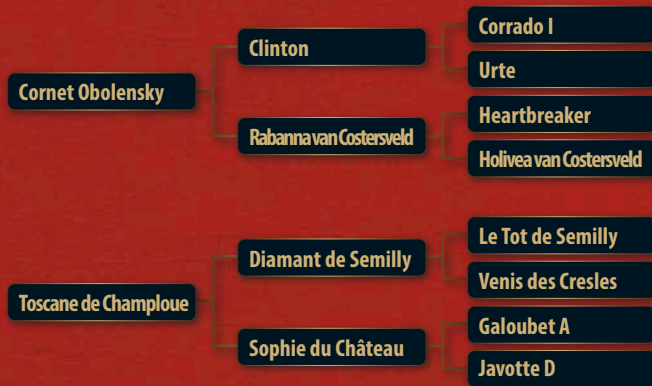 Corrado I
Clinton
Urte
Cornet Obolensky
Heartbreaker
Rabanna van Costersveld
Holivea van Costersveld
Le Tot de Semilly
Diamant de Semilly
Venis des Cresles
Toscane de Champloue
Galoubet A
Sophie du Château
Javotte D